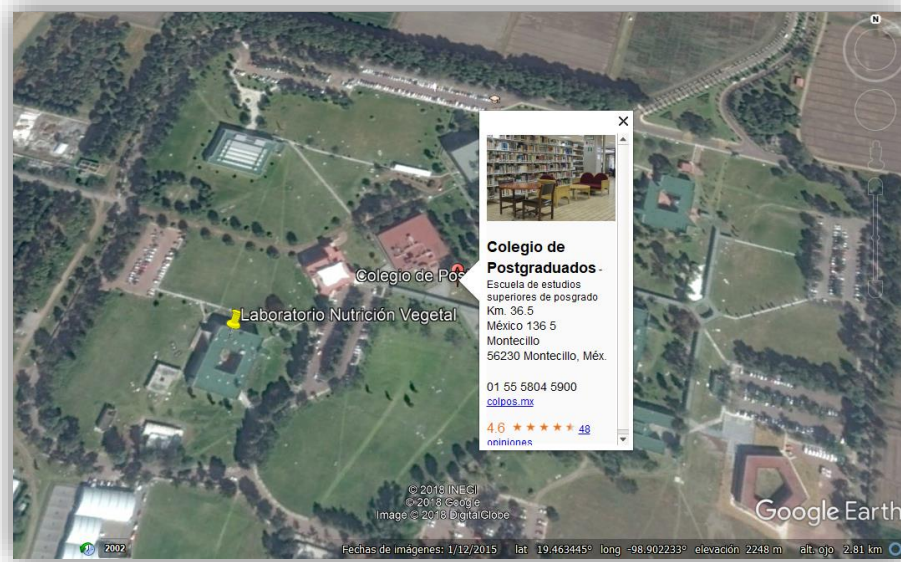 N
Colegio de
Postgraduados -
Escuela de estudios
superiores de posgrado
Km. 36.5
México 136 5
Montecillo
56230 Montecillo, Méx.
01 55 5804 5900
colpos.mx
4.6 48
opiniones
Colegio de Pos
Laboratorio Nutrición Vegetal
© 2018 INEGI
© 2018 Google
Image © 2018 DigitalGlobe
Google Earth
2002
Fechas de imágenes: 1/12/2015 lat 19.463445° long -98.902233° elevación 2248 m alt. ojo 2.81 km